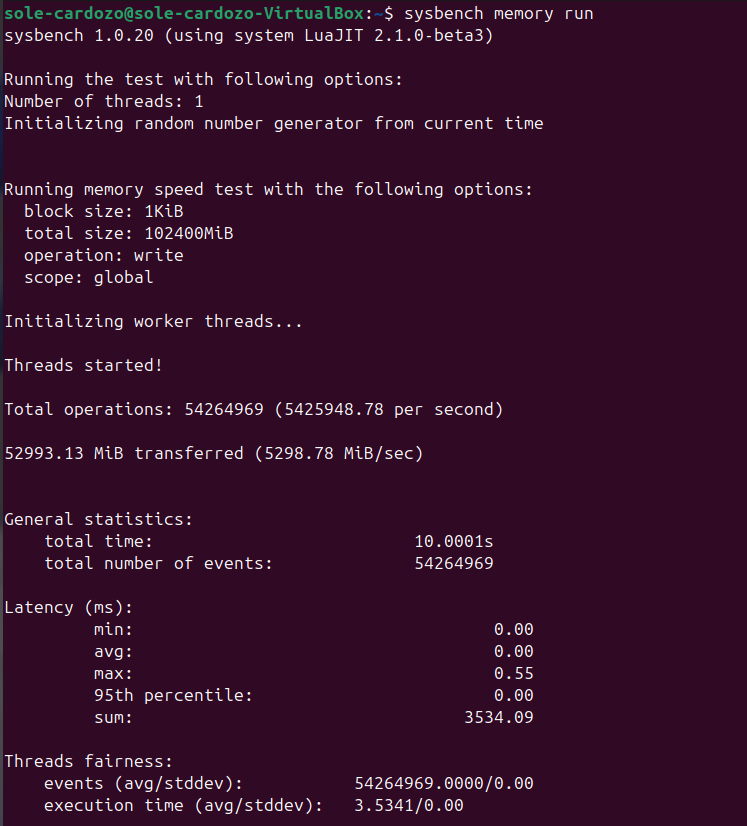 sole-cardozo@sole-cardozo-VirtualBox:~$ sysbench memory run
sysbench 1.0.20 (using system LuaJIT 2.1.0-beta3)
Running the test with following options:
Number of threads: 1
Initializing random number generator from current time
Running memory speed test with the following options:
block size: 1KiB
total size: 102400MiB
operation: write
scope: global
Initializing worker threads...
Threads started!
Total operations: 54264969 (5425948.78 per second)
52993.13 MiB transferred (5298.78 MiB/sec)
General statistics:
total time: 10.0001s
total number of events: 54264969
Latency (ms):
min: 0.00
avg: 0.00
max: 0.55
95th percentile: 0.00
sum: 3534.09
Threads fairness:
events (avg/stddev): 54264969.0000/0.00
execution time (avg/stddev): 3.5341/0.00